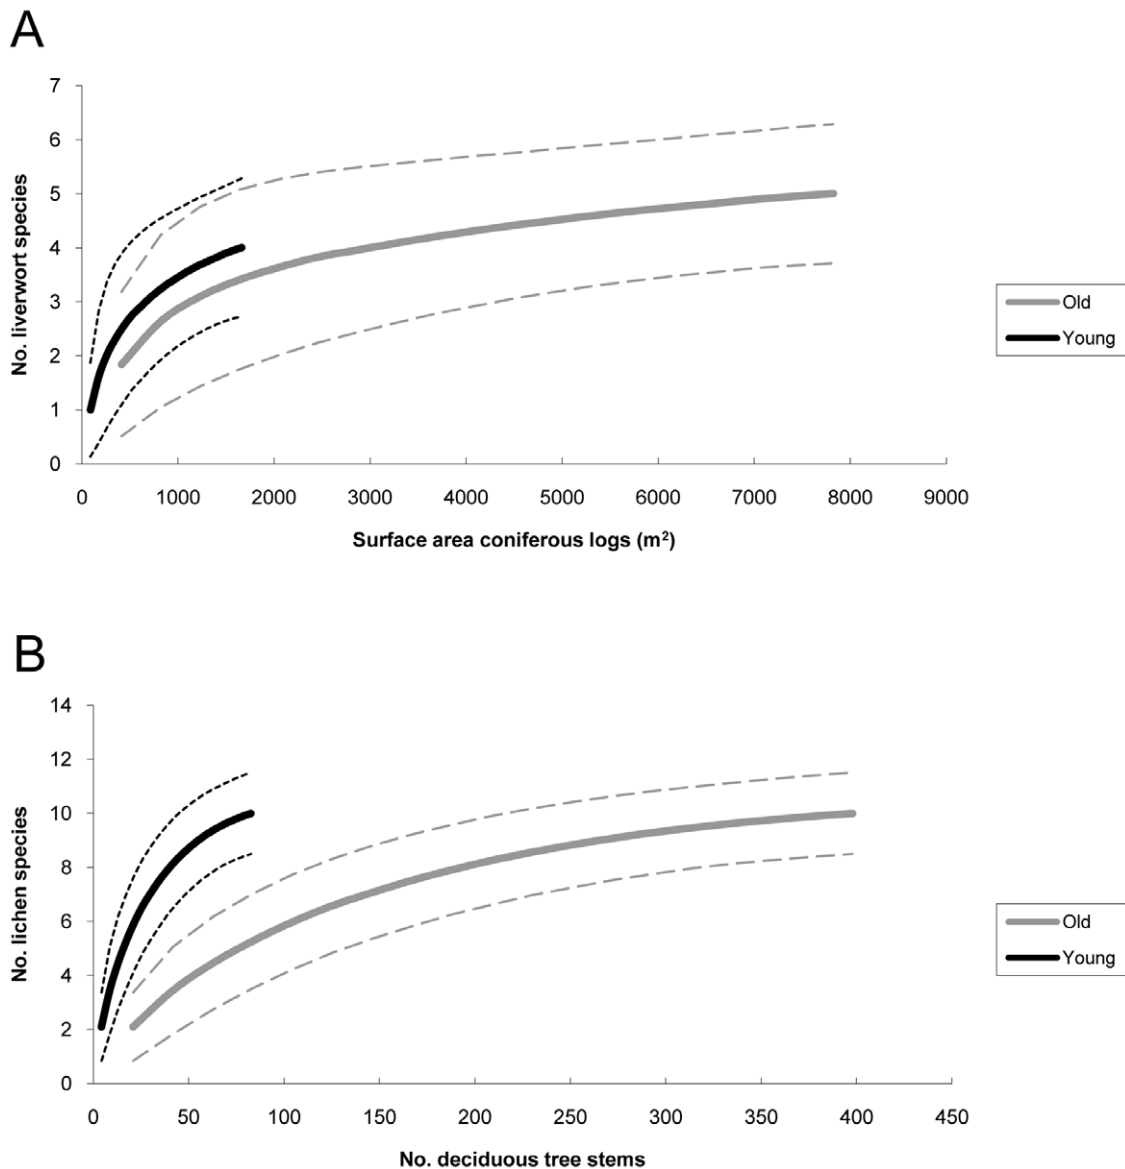 A
No. liverwort species
7
6
5
4
3
2
1
0
0 1000 2000 3000 4000 5000 6000 7000 8000 9000
Surface area coniferous logs (m²)
Old
Young
B
No. lichen species
14
12
10
8
6
4
2
0
0 50 100 150 200 250 300 350 400 450
No. deciduous tree stems
Old
Young